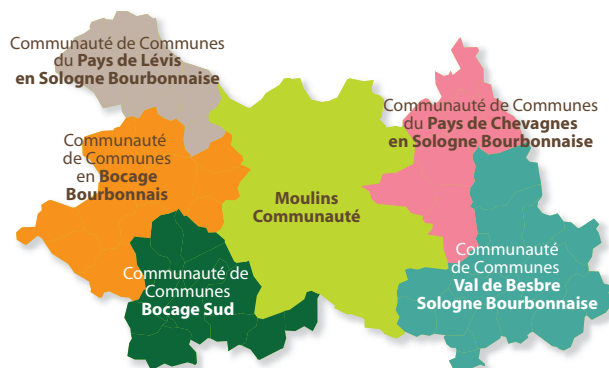 Communauté de Communes
du Pays de Lévis
en Sologne Bourbonnaise
Communauté de Communes
du Pays de Chevagnes
en Sologne Bourbonnaise
Communauté
de Communes
en Bocage
Bourbonnais
Moulins
Communauté
Communauté de
Communes
Bocage Sud
Communauté
de Communes
Val de Besbre
Sologne Bourbonnaise